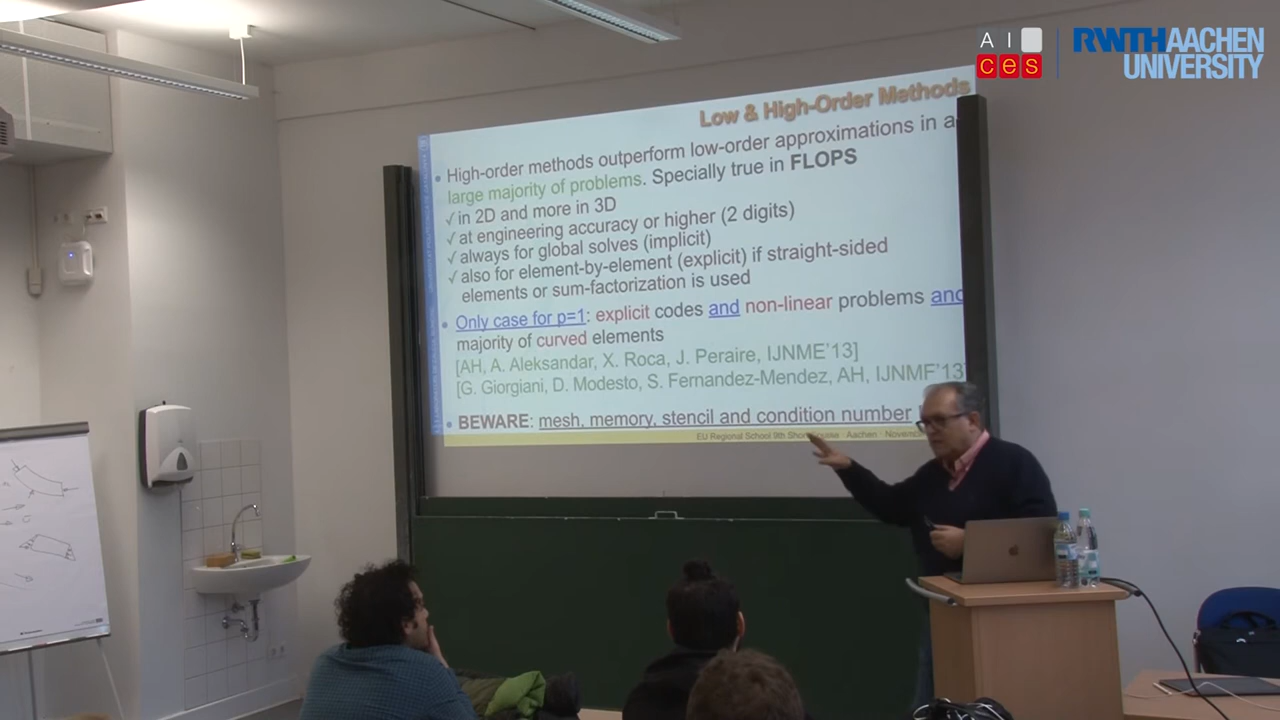 AI
ces
RWTHAACHEN
UNIVERSITY
Low & High-Order Methods
• High-order methods outperform low-order approximations in a
large majority of problems. Specially true in FLOPS
✓ in 2D and more in 3D
✓ at engineering accuracy or higher (2 digits)
✓ always for global solves (implicit)
✓ also for element-by-element (explicit) if straight-sided
elements or sum-factorization is used
• Only case for p=1: explicit codes and non-linear problems and
majority of curved elements
[AH, A. Aleksandar, X. Roca, J. Peraire, IJNME'13]
[G. Giorgiani, D. Modesto, S. Fernandez-Mendez, AH, IJNMF'13
• BEWARE: mesh, memory, stencil and condition number
EU Regional School 9th Aachen